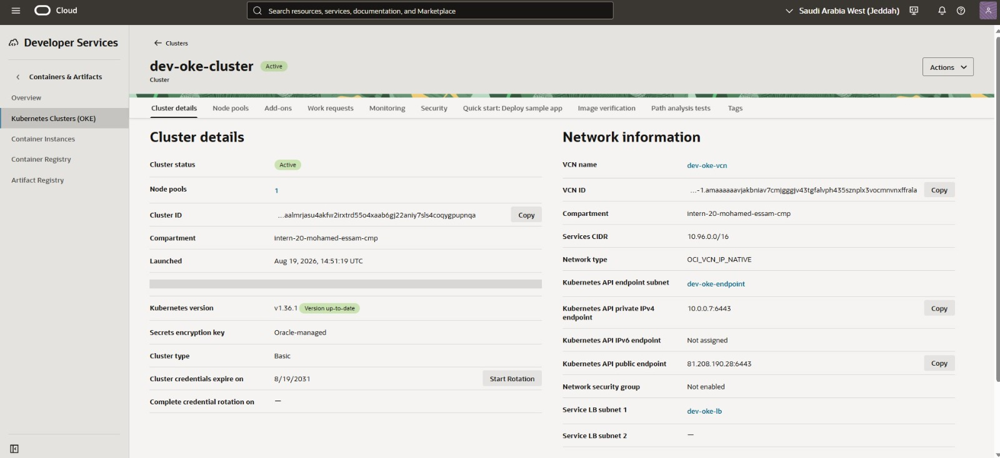 Cloud
Search resources, services, documentation, and Marketplace
Saudi Arabia West (Jeddah)
Developer Services
Containers & Artifacts
Overview
Kubernetes Clusters (OKE)
Container Instances
Container Registry
Artifact Registry
Clusters
dev-oke-cluster Active
Cluster
Actions
Cluster details Node pools Add-ons Work requests Monitoring Security Quick start: Deploy sample app Image verification Path analysis tests Tags
Cluster details
Cluster status Active
Node pools 1
Cluster ID ...aalmrjasu4akfw2irxtrd55o4xaab6gj22aniy7sls4coqygpupnqa Copy
Compartment intern-20-mohamed-essam-cmp
Launched Aug 19, 2026, 14:51:19 UTC
Kubernetes version v1.36.1 Version up-to-date
Secrets encryption key Oracle-managed
Cluster type Basic
Cluster credentials expire on 8/19/2031 Start Rotation
Complete credential rotation on —
Network information
VCN name dev-oke-vcn
VCN ID ...-1.amaaaaaavjakbniav7cmjgggjv43tgfalvph435sznplx3vocmnvnxffrala Copy
Compartment intern-20-mohamed-essam-cmp
Services CIDR 10.96.0.0/16
Network type OCI_VCN_IP_NATIVE
Kubernetes API endpoint subnet dev-oke-endpoint
Kubernetes API private IPv4
endpoint 10.0.0.7:6443 Copy
Kubernetes API IPv6 endpoint Not assigned
Kubernetes API public endpoint 81.208.190.28:6443 Copy
Network security group Not enabled
Service LB subnet 1 dev-oke-lb
Service LB subnet 2 —